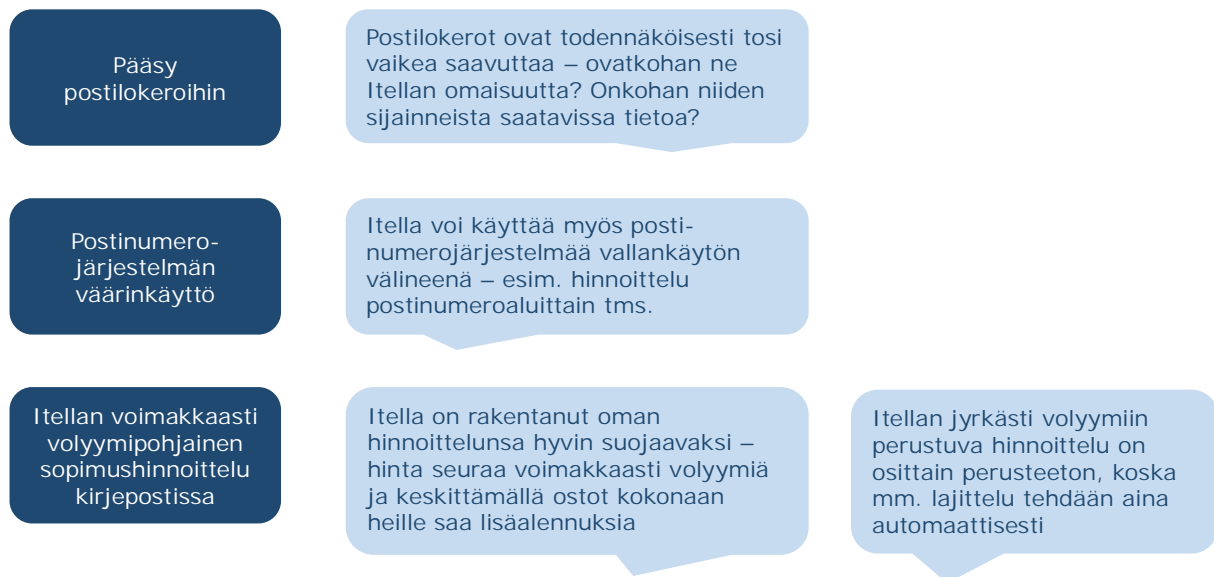 Pääsy
postilokeroihin
Postilokerot ovat todennäköisesti tosi
vaikea saavuttaa – ovatkohan ne
Itellan omaisuutta? Onkohan niiden
sijainneista saatavissa tietoa?
Postinumero-
järjestelmän
väärinkäyttö
Itella voi käyttää myös posti-
numerojärjestelmää vallankäytön
välineenä – esim. hinnoittelu
postinumeroaluittain tms.
Itellan voimakkaasti
volyymipohjainen
sopimushinnoittelu
kirjepostissa
Itella on rakentanut oman
hinnoittelunsa hyvin suojaavaksi –
hinta seuraa voimakkaasti volyymiä
ja keskittämällä ostot kokonaan
heille saa lisäalennuksia
Itellan jyrkästi volyymiin
perustuva hinnoittelu on
osittain perusteeton, koska
mm. lajittelu tehdään aina
automaattisesti